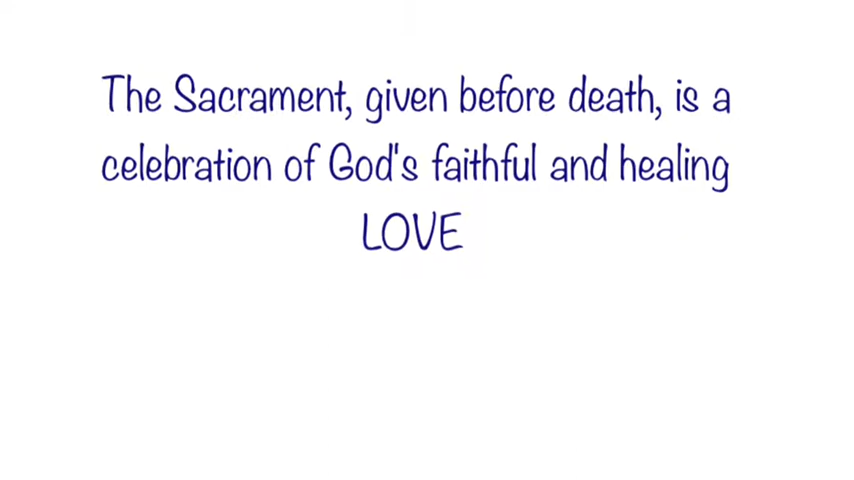 The Sacrament, given before death, is a
celebration of God's faithful and healing
LOVE